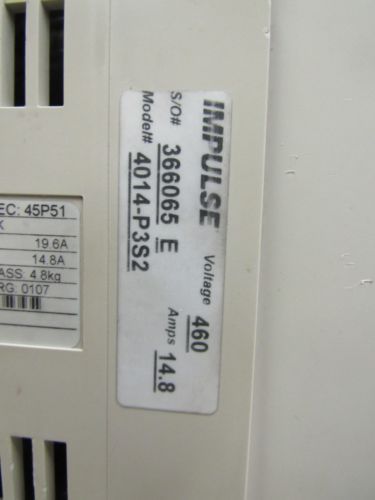 IMPULSE
S/O# 366065 E Voltage 460
Model# 4014-P3S2 Amps 14.8
EC: 45P51
19.6A
14.8A
ASS: 4.8kg
RG: 0107